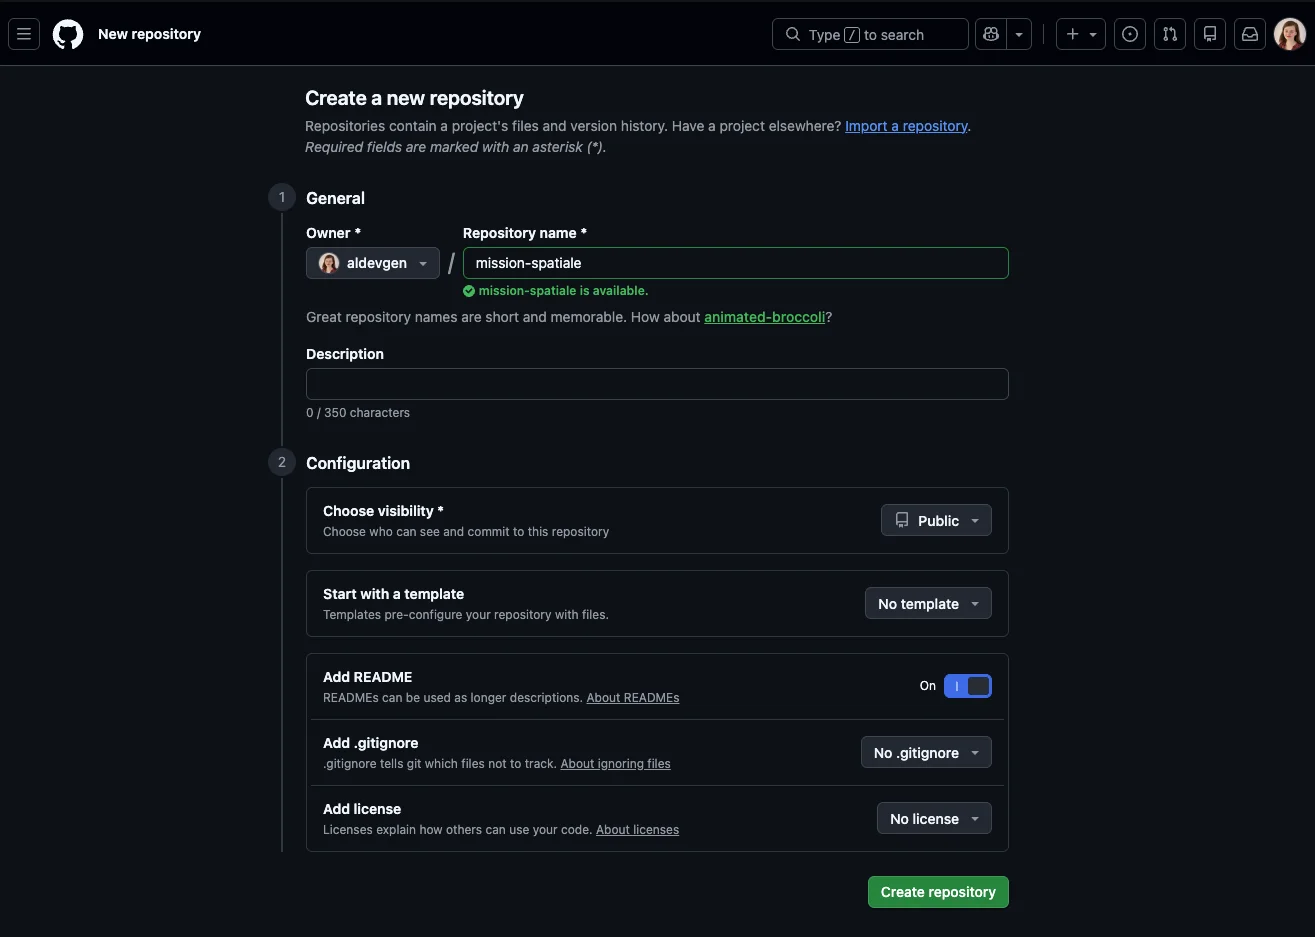 New repository
Type / to search
Create a new repository
Repositories contain a project's files and version history. Have a project elsewhere? Import a repository.
Required fields are marked with an asterisk (*).
1 General
Owner * Repository name *
aldevgen / mission-spatiale
mission-spatiale is available.
Great repository names are short and memorable. How about animated-broccoli?
Description
0 / 350 characters
2 Configuration
Choose visibility *
Choose who can see and commit to this repository
Public
Start with a template
Templates pre-configure your repository with files.
No template
Add README
READMEs can be used as longer descriptions. About READMEs
On
Add .gitignore
.gitignore tells git which files not to track. About ignoring files
No .gitignore
Add license
Licenses explain how others can use your code. About licenses
No license
Create repository